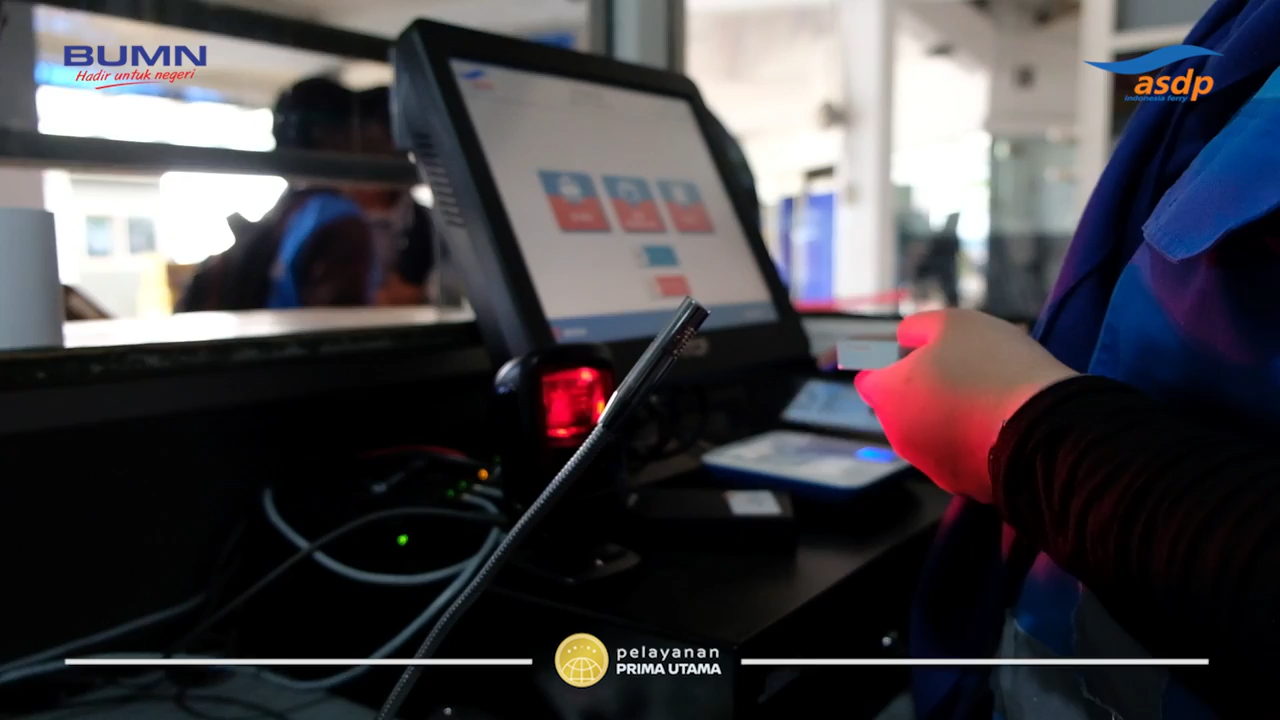 BUMN
Hadir untuk negeri
asdp
indonesia ferry
pelayanan
PRIMA UTAMA